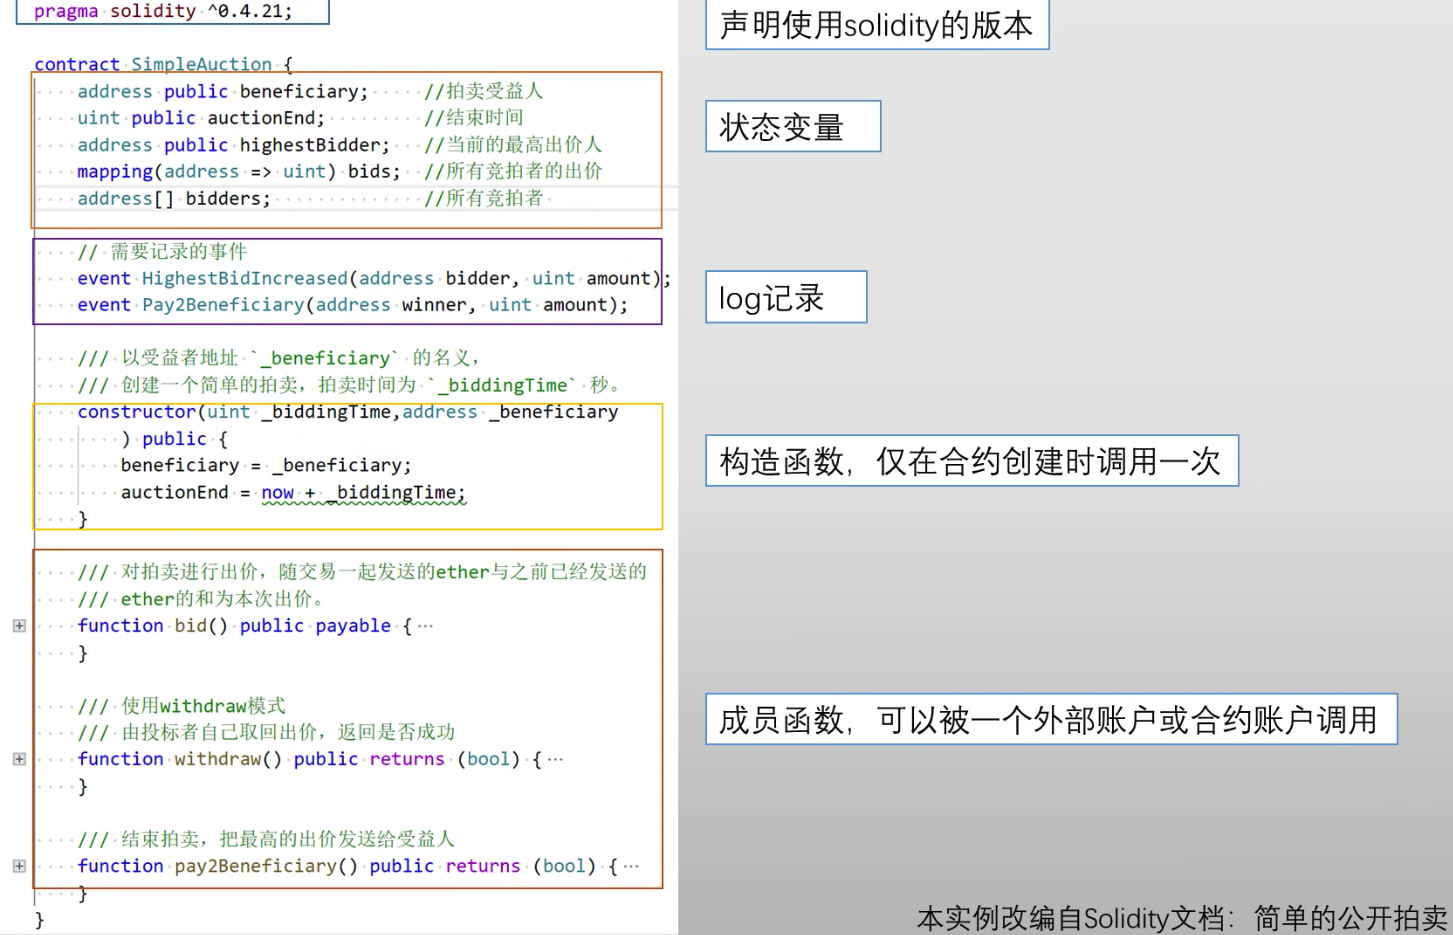 pragma solidity ^0.4.21;
声明使用solidity的版本
contract SimpleAuction {
address public beneficiary; //拍卖受益人
uint public auctionEnd; //结束时间
address public highestBidder; //当前的最高出价人
mapping(address => uint) bids; //所有竞拍者的出价
address[] bidders; //所有竞拍者
状态变量
// 需要记录的事件
event HighestBidIncreased(address bidder, uint amount);
event Pay2Beneficiary(address winner, uint amount);
log记录
/// 以受益者地址 `_beneficiary` 的名义，
/// 创建一个简单的拍卖，拍卖时间为 `_biddingTime` 秒。
constructor(uint _biddingTime,address _beneficiary
) public {
beneficiary = _beneficiary;
auctionEnd = now + _biddingTime;
}
构造函数，仅在合约创建时调用一次
/// 对拍卖进行出价，随交易一起发送的ether与之前已经发送的
/// ether的和为本次出价。
function bid() public payable { ⋯
}
/// 使用withdraw模式
/// 由投标者自己取回出价，返回是否成功
function withdraw() public returns (bool) { ⋯
}
/// 结束拍卖，把最高的出价发送给受益人
function pay2Beneficiary() public returns (bool) { ⋯
}
}
成员函数，可以被一个外部账户或合约账户调用
本实例改编自Solidity文档：简单的公开拍卖